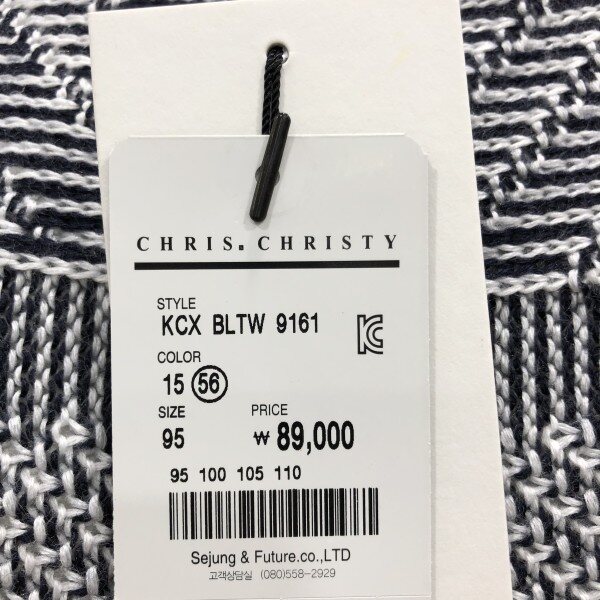 CHRIS. CHRISTY
STYLE
KCX BLTW 9161
COLOR
15 56
SIZE PRICE
95 ₩ 89,000
95 100 105 110
Sejung & Future.co.,LTD
고객상담실 (080)558-2929